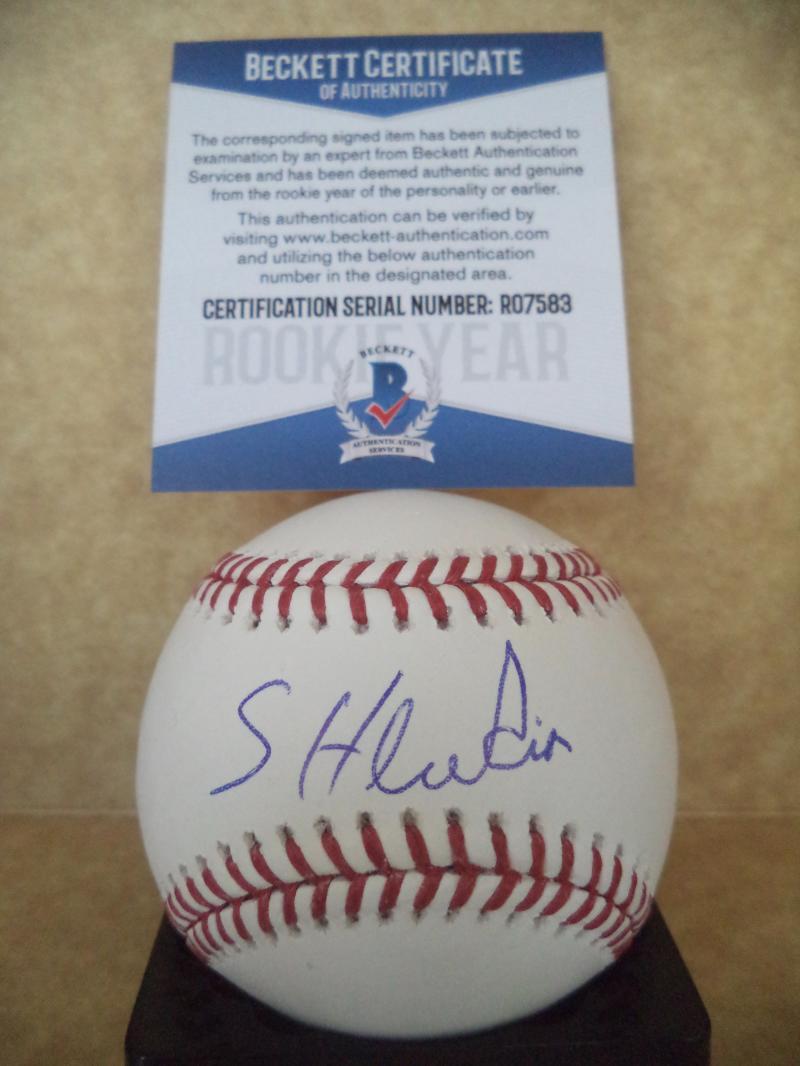 BECKETT CERTIFICATE
OF AUTHENTICITY
The corresponding signed item has been subjected to
examination by an expert from Beckett Authentication
Services and has been deemed authentic and genuine
from the rookie year of the personality or earlier.
This authentication can be verified by
visiting www.beckett-authentication.com
and utilizing the below authentication
number in the designated area.
CERTIFICATION SERIAL NUMBER: R07583
ROOKIE YEAR
BECKETT
B
AUTHENTICATION
SERVICES
S